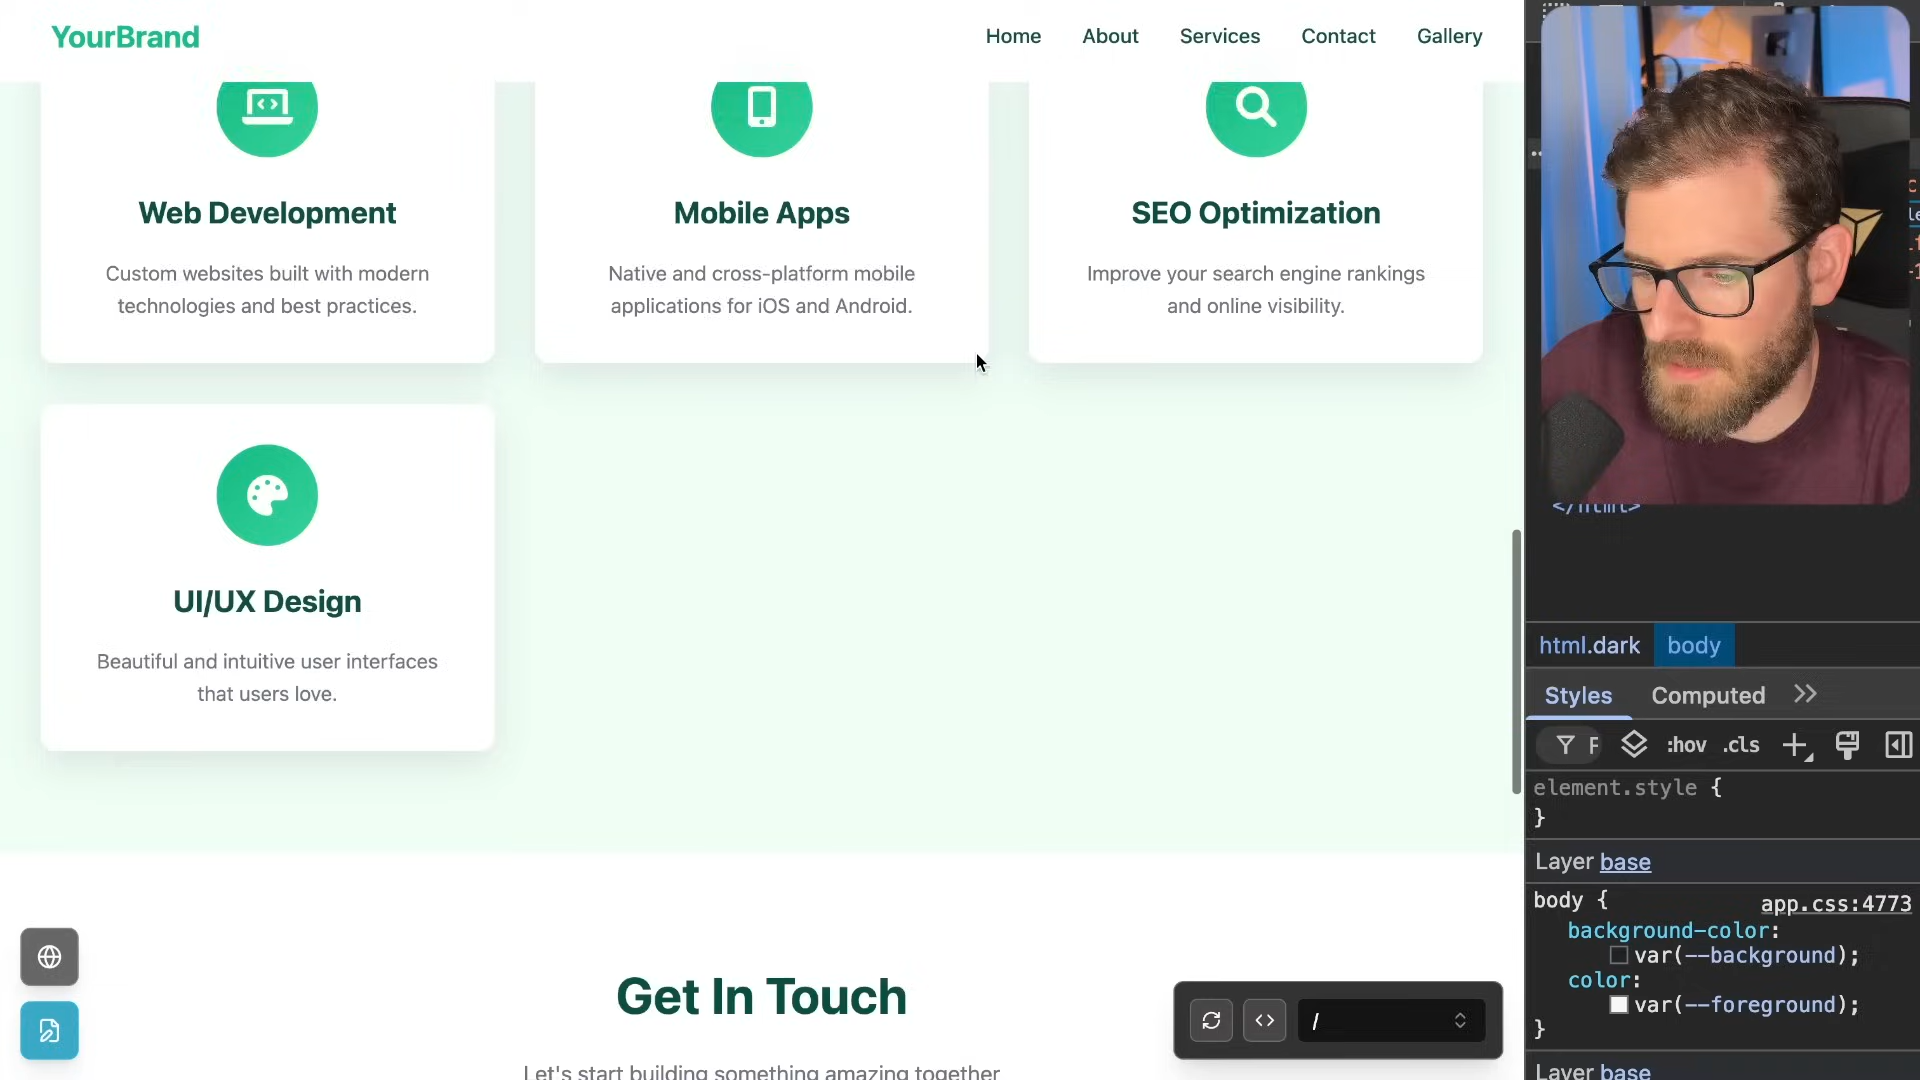 YourBrand
Home About Services Contact Gallery
Web Development
Custom websites built with modern
technologies and best practices.
Mobile Apps
Native and cross-platform mobile
applications for iOS and Android.
SEO Optimization
Improve your search engine rankings
and online visibility.
UI/UX Design
Beautiful and intuitive user interfaces
that users love.
Get In Touch
Let's start building something amazing together
/
</html>
html.dark body
Styles Computed
F :hov .cls
element.style {
}
Layer base
body { app.css:4773
background-color:
var(--background);
color:
var(--foreground);
}
Layer base